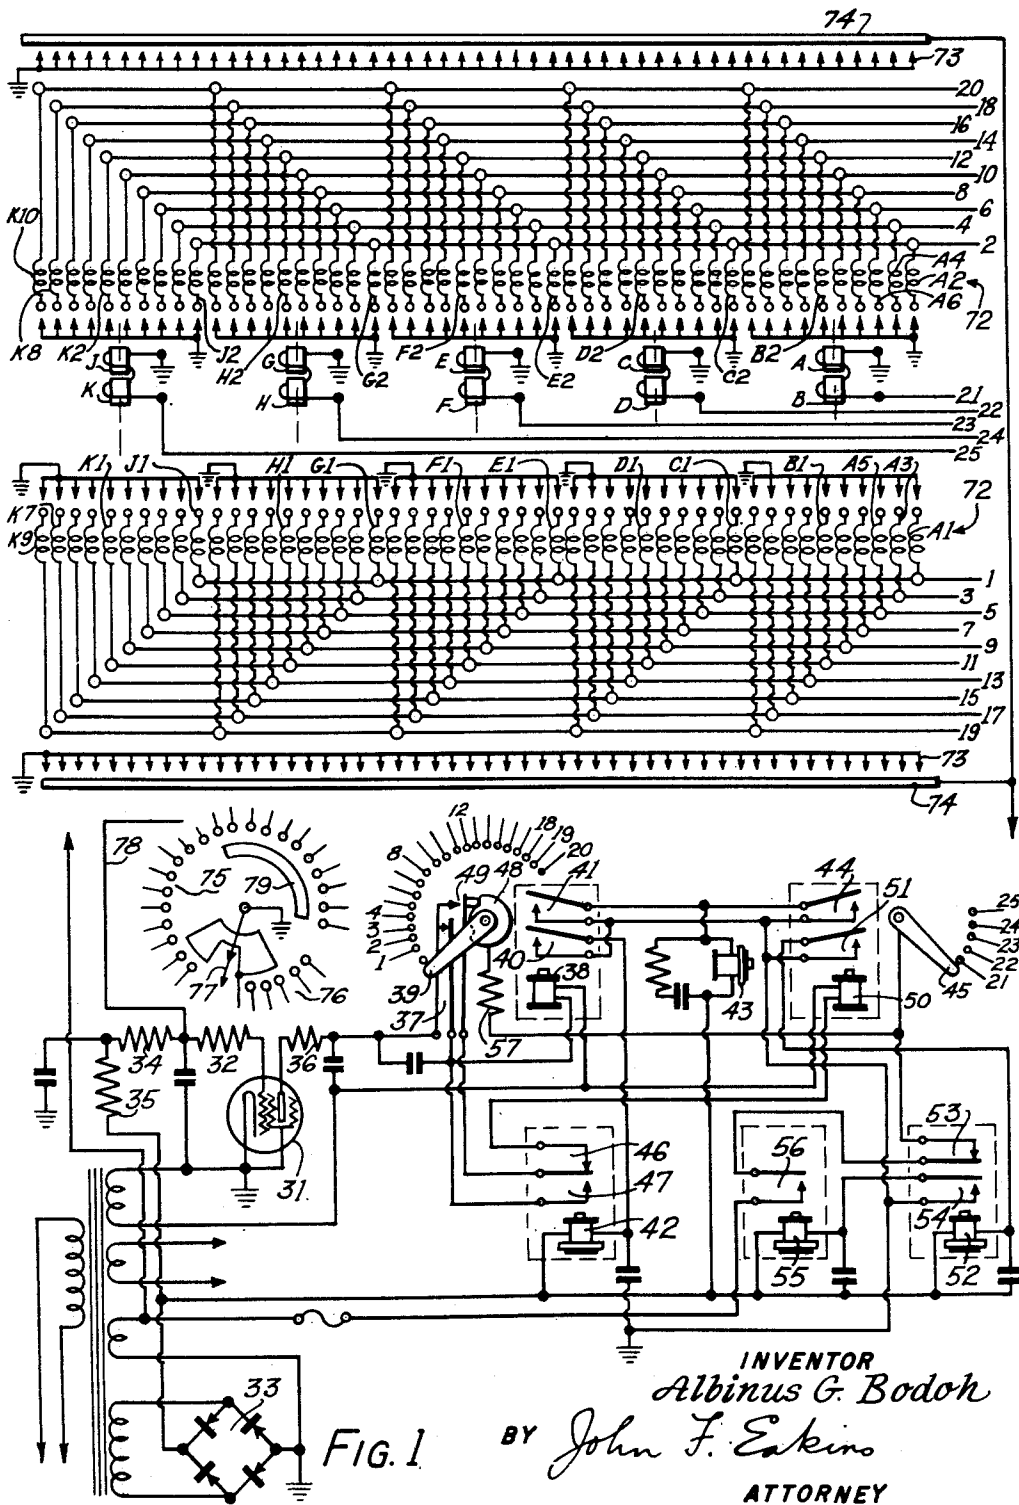 74
73
20
18
16
14
12
10
8
6
4
2
K10
A4
A2
A6
72
K8 K2 J2 H2 G2 F2 E2 D2 C2 B2
J G E C A
K H F D B
21
22
23
24
25
K1 J1 H1 G1 F1 E1 D1 C1 B1 A5 A3
72
K7
K9
A1
1
3
5
7
9
11
13
15
17
19
73
74
78 75 79 77 76
12 18 19 20
8
4
3
2
1
49 48 41 44 51
25
24
23
22
21
39 37 40 38 43 50 45
57
34 32 36
35
31
46 56 53
47 54
42 55 52
33
FIG. 1
INVENTOR
Albinus G. Bodoh
BY John F. Eakins
ATTORNEY